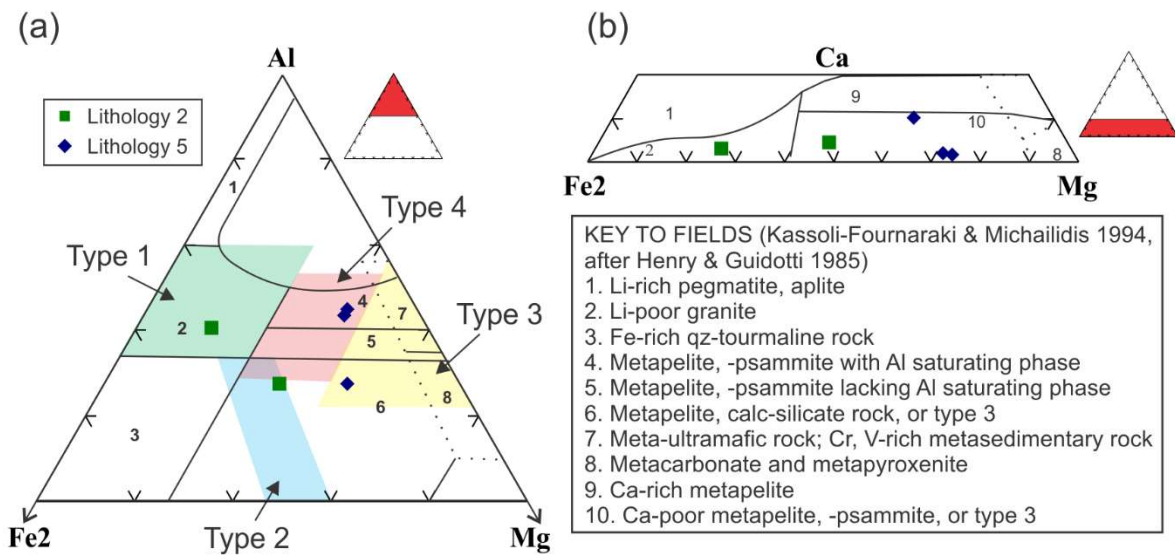 (a)
Al
Lithology 2
Lithology 5
1
Type 4
Type 1
2
4
7
Type 3
5
8
6
3
Fe2
Type 2
Mg
(b)
Ca
9
1
10
2
8
Fe2
Mg
KEY TO FIELDS (Kassoli-Fournaraki & Michailidis 1994,
after Henry & Guidotti 1985)
1. Li-rich pegmatite, aplite
2. Li-poor granite
3. Fe-rich qz-tourmaline rock
4. Metapelite, -psammite with Al saturating phase
5. Metapelite, -psammite lacking Al saturating phase
6. Metapelite, calc-silicate rock, or type 3
7. Meta-ultramafic rock; Cr, V-rich metasedimentary rock
8. Metacarbonate and metapyroxenite
9. Ca-rich metapelite
10. Ca-poor metapelite, -psammite, or type 3